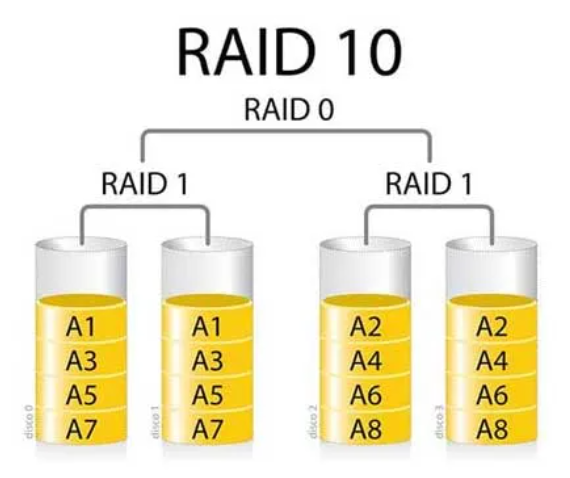 RAID 10
RAID 0
RAID 1
RAID 1
A1
A3
A5
A7
disco 0
A1
A3
A5
A7
disco 1
A2
A4
A6
A8
disco 2
A2
A4
A6
A8
disco 3